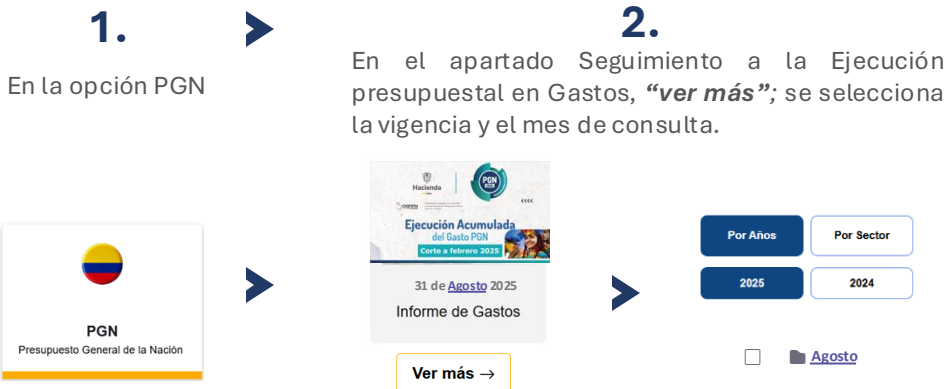 1.
En la opción PGN
2.
En el apartado Seguimiento a la Ejecución
presupuestal en Gastos, “ver más”; se selecciona
la vigencia y el mes de consulta.
PGN
Presupuesto General de la Nación
Hacienda
PGN
Ejecución Acumulada
del Gasto PGN
Corte a febrero 2025
31 de Agosto 2025
Informe de Gastos
Ver más →
Por Años
Por Sector
2025
2024
Agosto